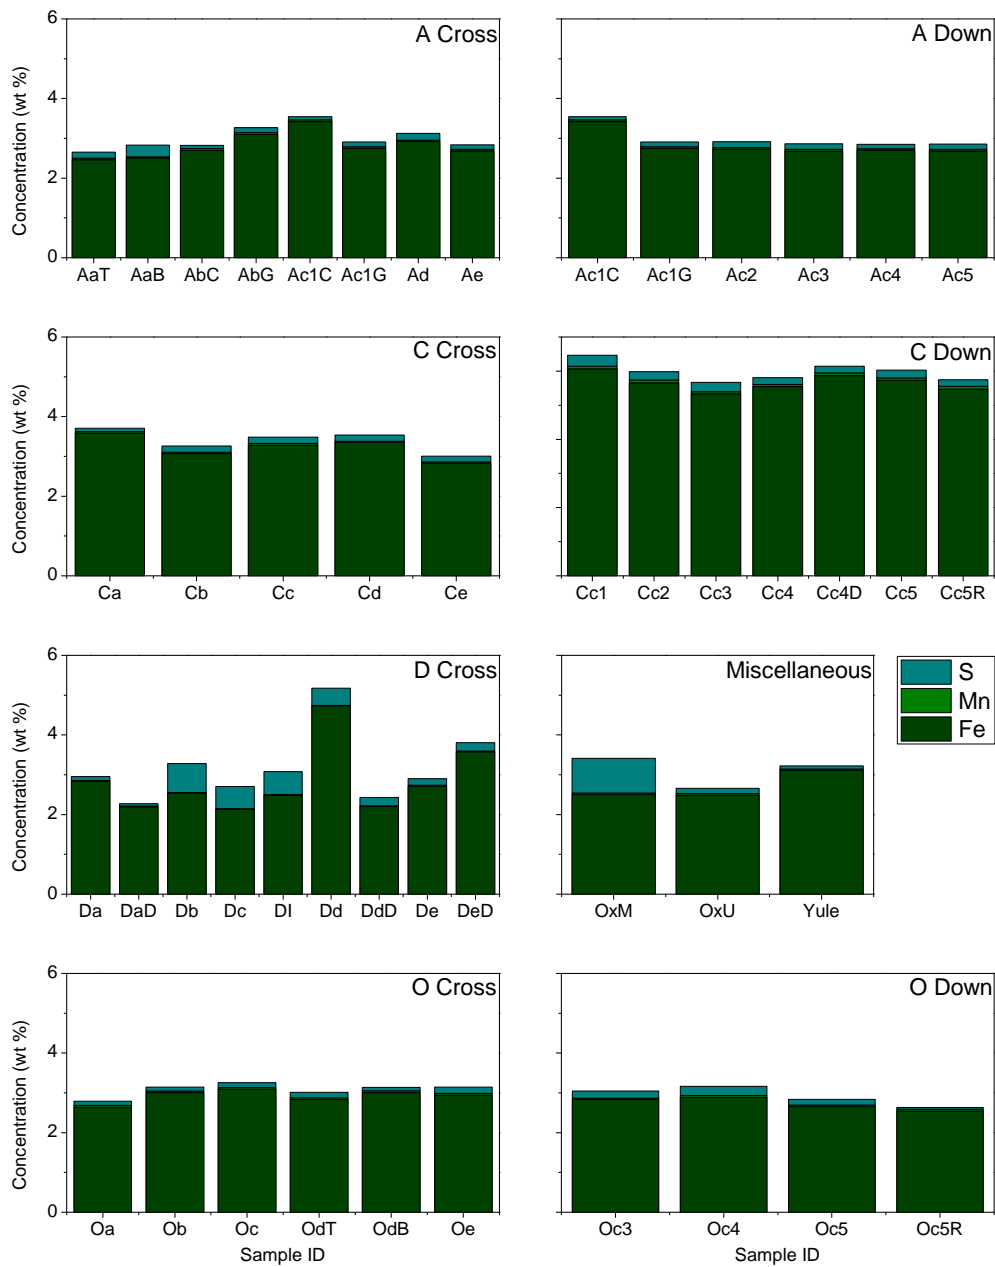 A Cross
Concentration (wt %)
6
4
2
0
AaT AaB AbC AbG Ac1C Ac1G Ad Ae
A Down
Ac1C Ac1G Ac2 Ac3 Ac4 Ac5
C Cross
Concentration (wt %)
6
4
2
0
Ca Cb Cc Cd Ce
C Down
Cc1 Cc2 Cc3 Cc4 Cc4D Cc5 Cc5R
D Cross
Concentration (wt %)
6
4
2
0
Da DaD Db Dc DI Dd DdD De DeD
Miscellaneous
OxM OxU Yule
S
Mn
Fe
O Cross
Concentration (wt %)
6
4
2
0
Oa Ob Oc OdT OdB Oe
Sample ID
O Down
Oc3 Oc4 Oc5 Oc5R
Sample ID